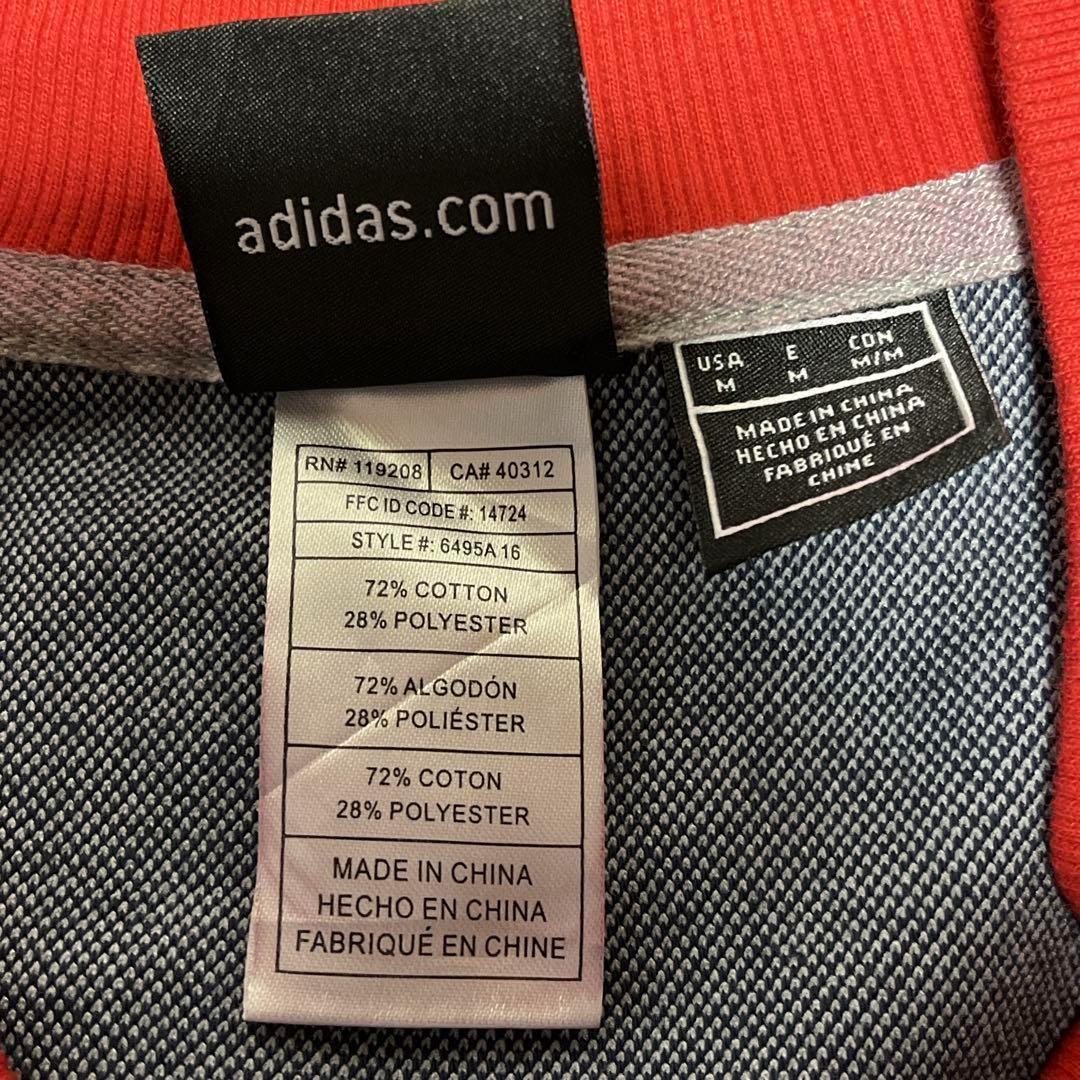 adidas.com
USA E CON
M M M/M
MADE IN CHINA
HECHO EN CHINA
FABRIQUÉ EN
CHINE
RN# 119208 CA# 40312
FFC ID CODE #: 14724
STYLE #: 6495A 16
72% COTTON
28% POLYESTER
72% ALGODÓN
28% POLIÉSTER
72% COTON
28% POLYESTER
MADE IN CHINA
HECHO EN CHINA
FABRIQUÉ EN CHINE